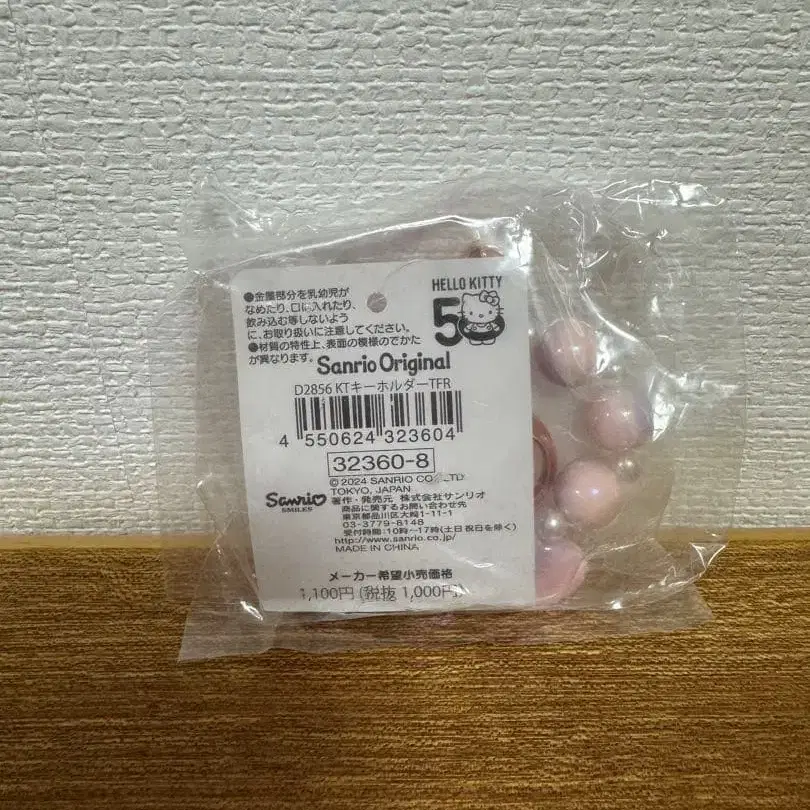 ●金属部分を乳幼児が
なめたり、口に入れたり、
飲み込む等しないよう
に、お取り扱いに注意してください。
●材質の特性上、表面の模様のでかた
が異なります。
HELLO KITTY
50
Sanrio Original
D2856 KTキーホルダーTFR
4 550624 323604
32360-8
©2024 SANRIO CO., LTD.
TOKYO, JAPAN
Sanrio
SMILES
著作・発売元 株式会社サンリオ
商品に関するお問い合わせ先
東京都品川区大崎1-11-1
03-3779-8148
受付時間:10時〜17時(土日祝日を除く)
http://www.sanrio.co.jp/
MADE IN CHINA
メーカー希望小売価格
1,100円(税抜 1,000円)